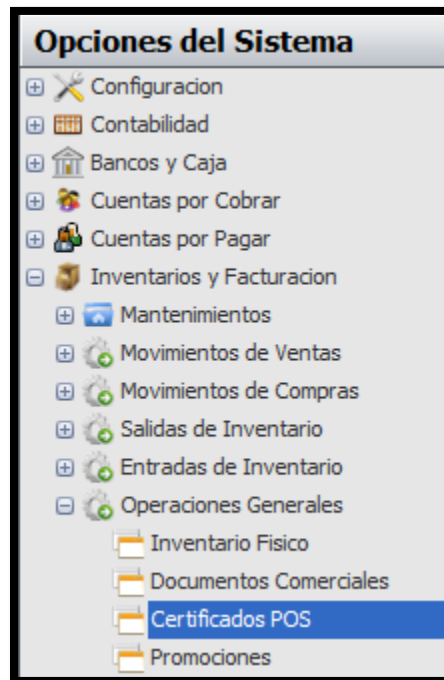 Opciones del Sistema
Configuracion
Contabilidad
Bancos y Caja
Cuentas por Cobrar
Cuentas por Pagar
Inventarios y Facturacion
Mantenimientos
Movimientos de Ventas
Movimientos de Compras
Salidas de Inventario
Entradas de Inventario
Operaciones Generales
Inventario Fisico
Documentos Comerciales
Certificados POS
Promociones